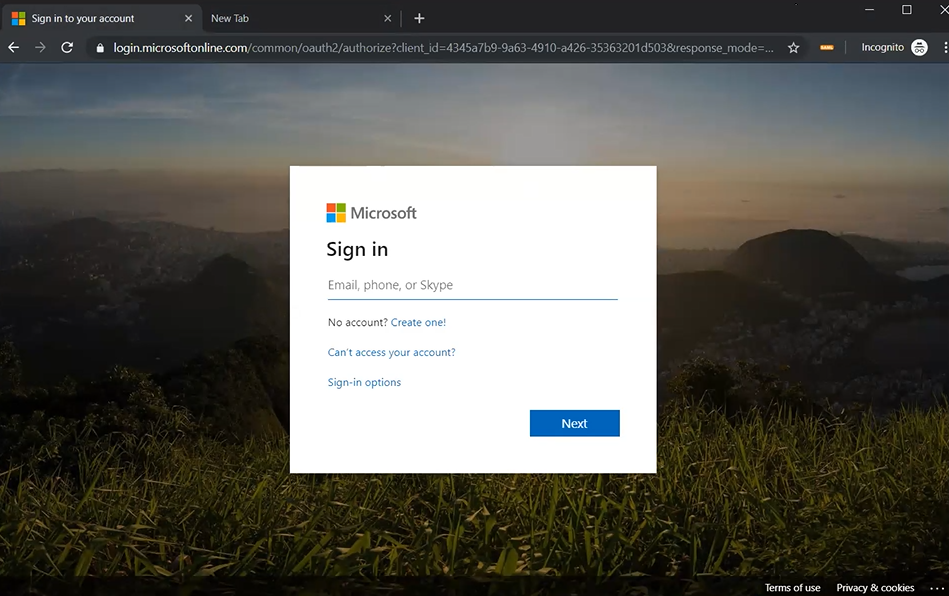 Sign in to your account
New Tab
login.microsoftonline.com/common/oauth2/authorize?client_id=4345a7b9-9a63-4910-a426-35363201d503&response_mode=...
Incognito
Microsoft
Sign in
Email, phone, or Skype
No account? Create one!
Can't access your account?
Sign-in options
Next
Terms of use Privacy & cookies ...